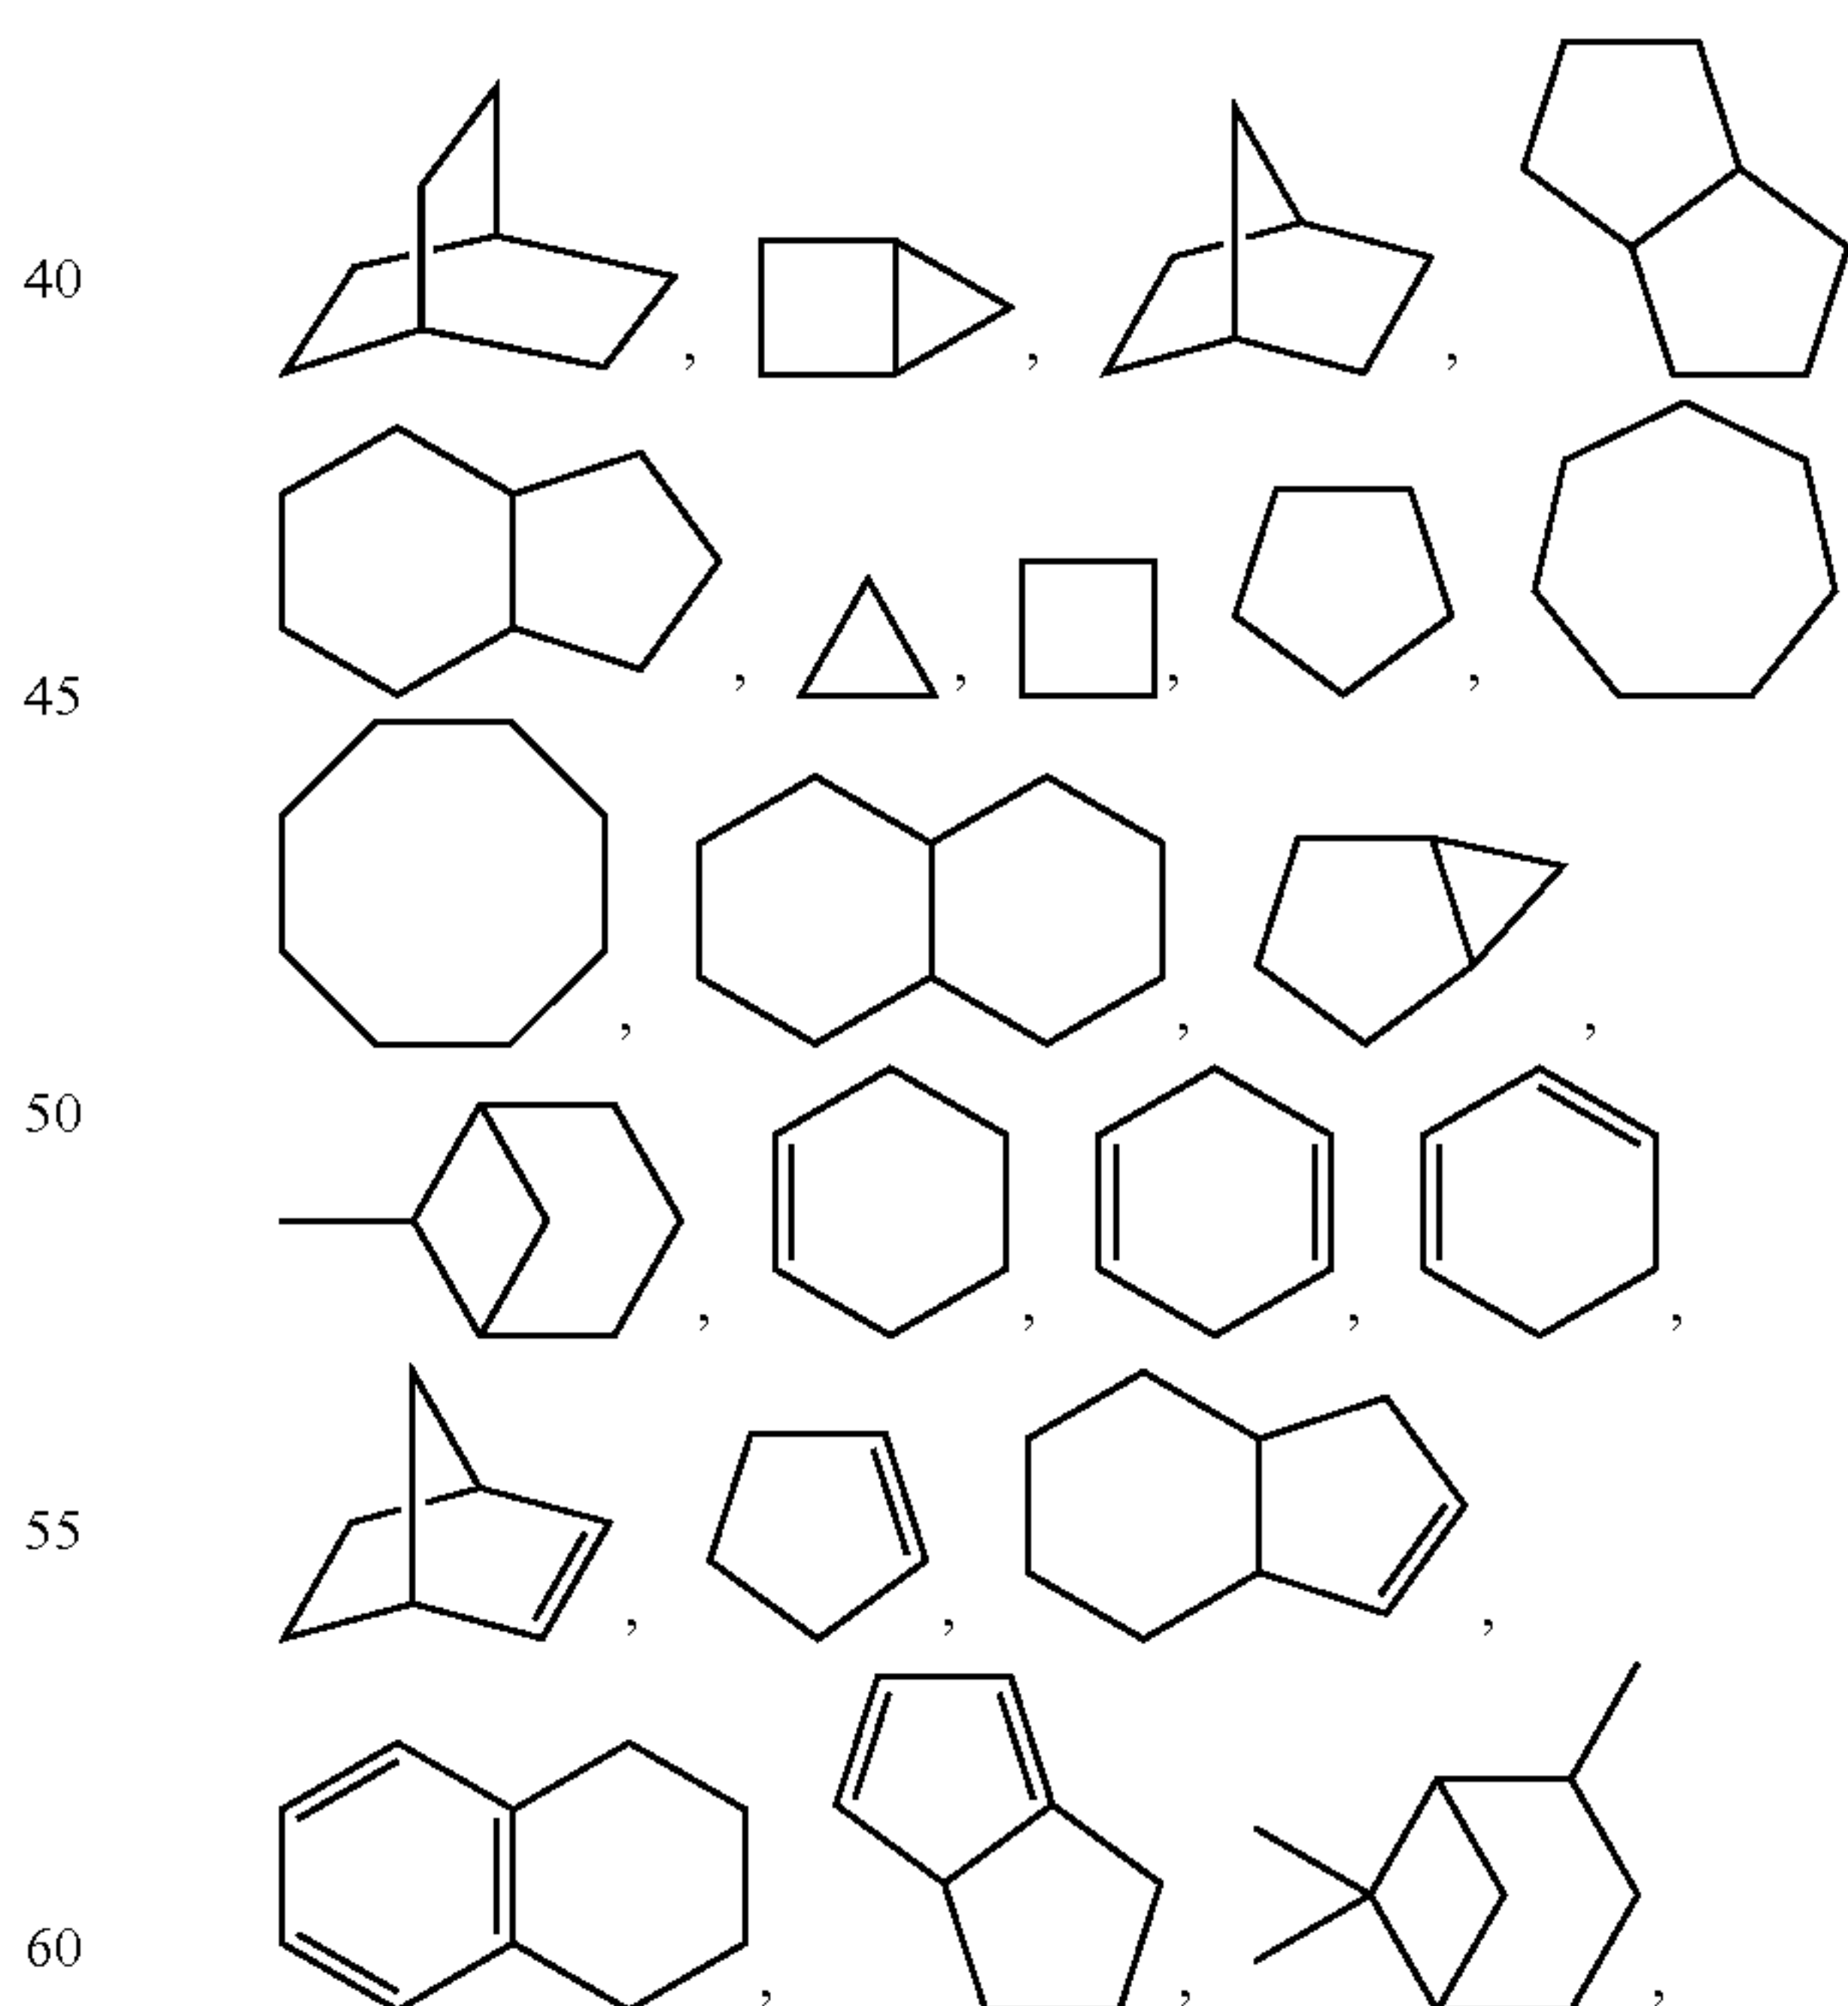 40 , , ,
45 , , , ,
, , ,
50 , , , ,
55 , , ,
60 , , ,